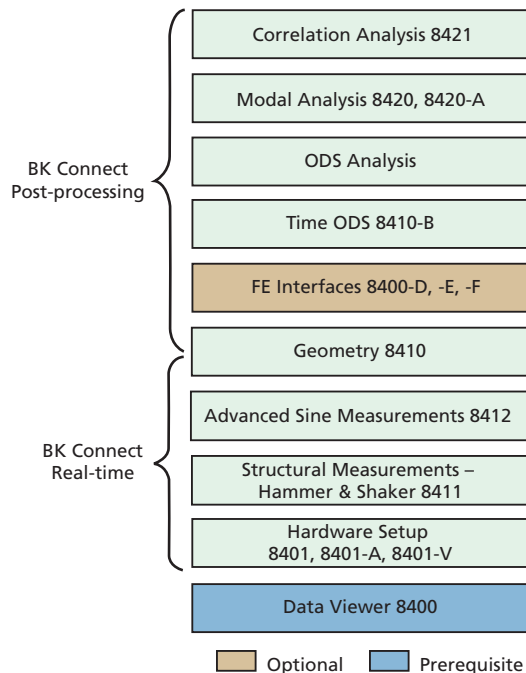 Correlation Analysis 8421
Modal Analysis 8420, 8420-A
ODS Analysis
BK Connect
Post-processing
Time ODS 8410-B
FE Interfaces 8400-D, -E, -F
Geometry 8410
Advanced Sine Measurements 8412
BK Connect
Real-time
Structural Measurements –
Hammer & Shaker 8411
Hardware Setup
8401, 8401-A, 8401-V
Data Viewer 8400
Optional
Prerequisite